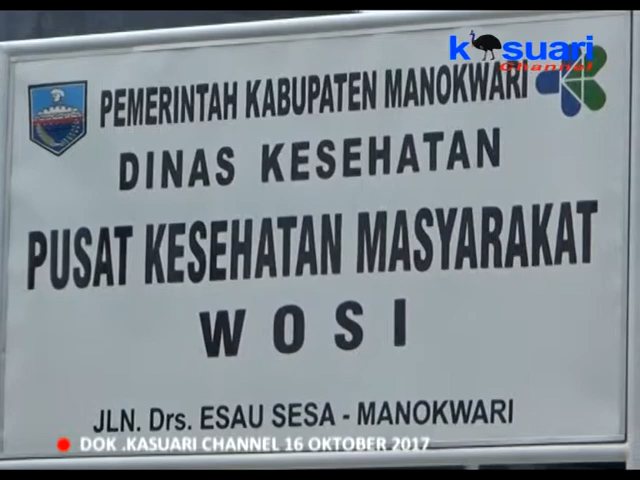 kasuari
Channel
PEMERINTAH KABUPATEN MANOKWARI
DINAS KESEHATAN
PUSAT KESEHATAN MASYARAKAT
WOSI
JLN. Drs. ESAU SESA - MANOKWARI
DOK .KASUARI CHANNEL 16 OKTOBER 2017